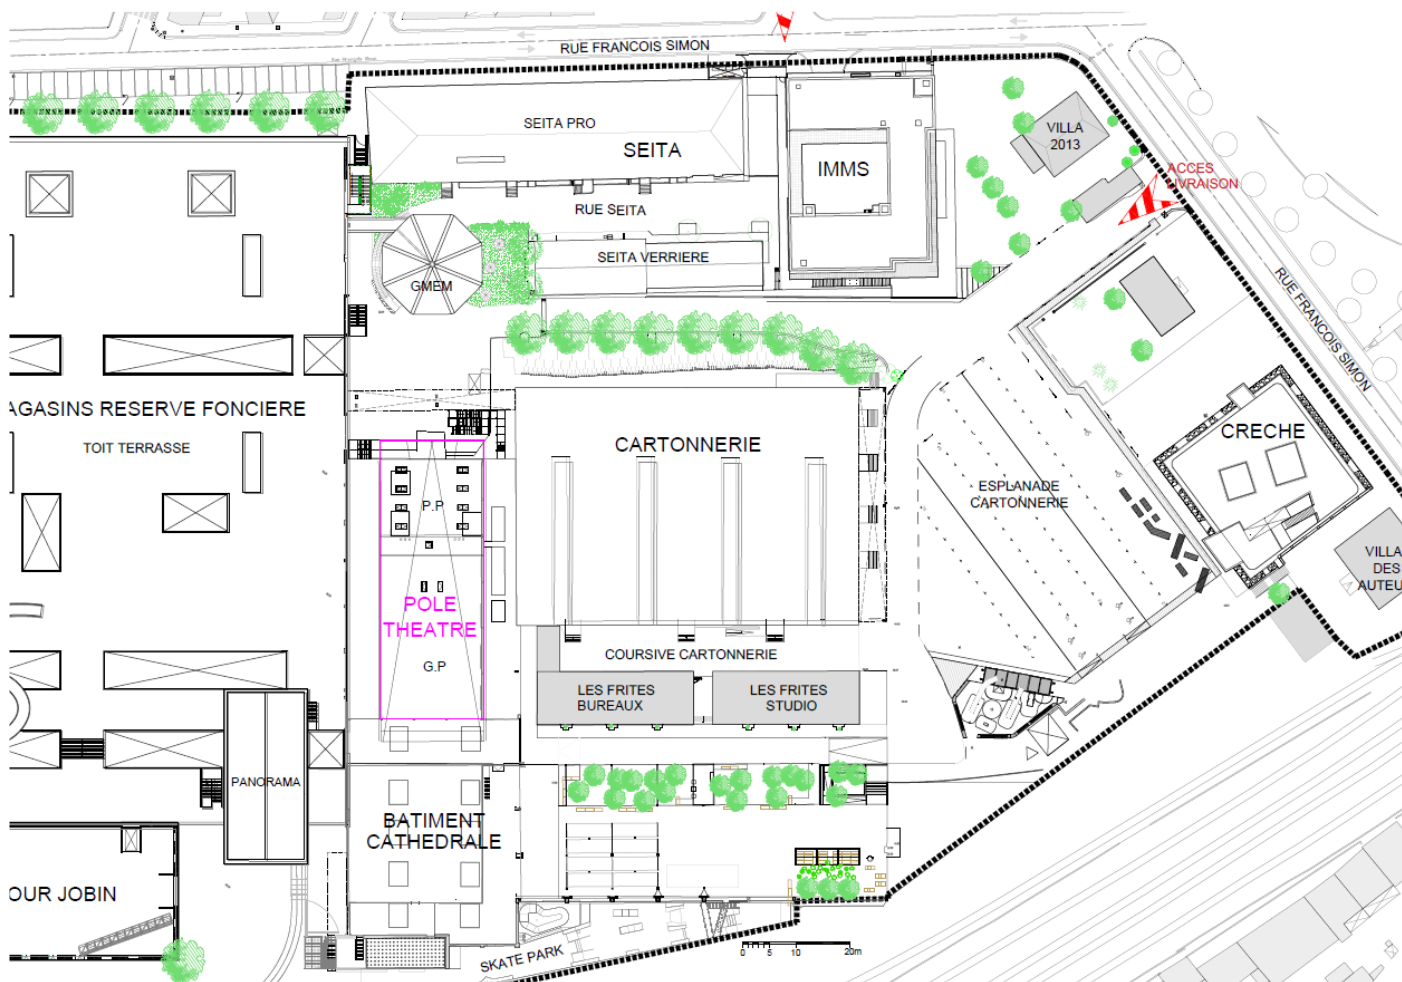 RUE FRANCOIS SIMON
SEITA PRO
SEITA
IMMS
VILLA
2013
ACCES
LIVRAISON
RUE SEITA
SEITA VERRIERE
GMEM
RUE FRANCOIS SIMON
AGASINS RESERVE FONCIERE
TOIT TERRASSE
CARTONNERIE
CRECHE
ESPLANADE
CARTONNERIE
P.P
VILLA
DES
AUTEU
POLE
THEATRE
G.P
COURSIVE CARTONNERIE
LES FRITES
BUREAUX
LES FRITES
STUDIO
PANORAMA
BATIMENT
CATHEDRALE
OUR JOBIN
SKATE PARK
0 5 10 20m